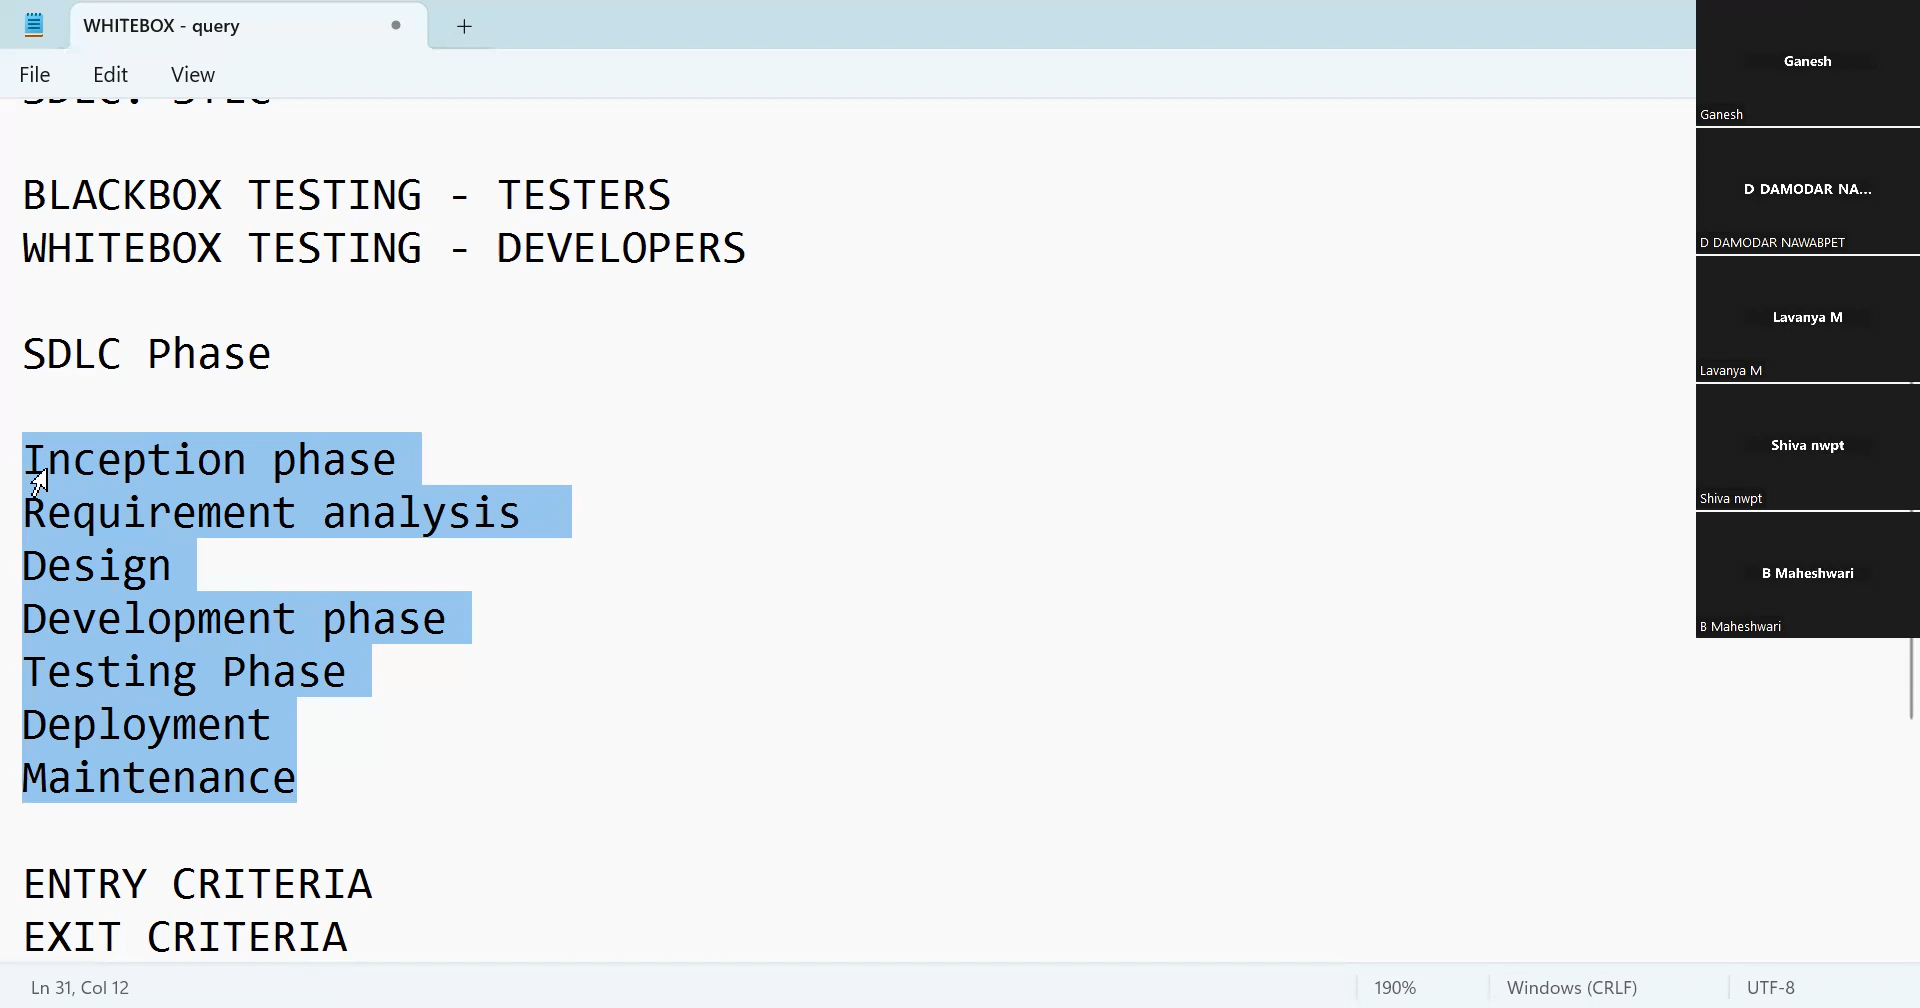 WHITEBOX - query
File Edit View
SDLC. STLC
BLACKBOX TESTING - TESTERS
WHITEBOX TESTING - DEVELOPERS
SDLC Phase
Inception phase
Requirement analysis
Design
Development phase
Testing Phase
Deployment
Maintenance
ENTRY CRITERIA
EXIT CRITERIA
Ln 31, Col 12
190%
Windows (CRLF)
UTF-8
Ganesh
Ganesh
D DAMODAR NA...
D DAMODAR NAWABPET
Lavanya M
Lavanya M
Shiva nwpt
Shiva nwpt
B Maheshwari
B Maheshwari